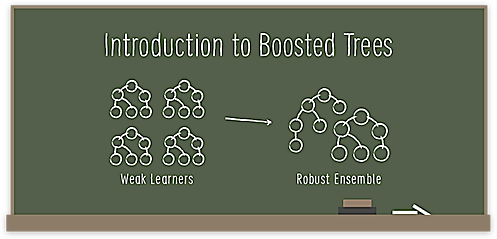 Introduction to Boosted Trees
Weak Learners
Robust Ensemble